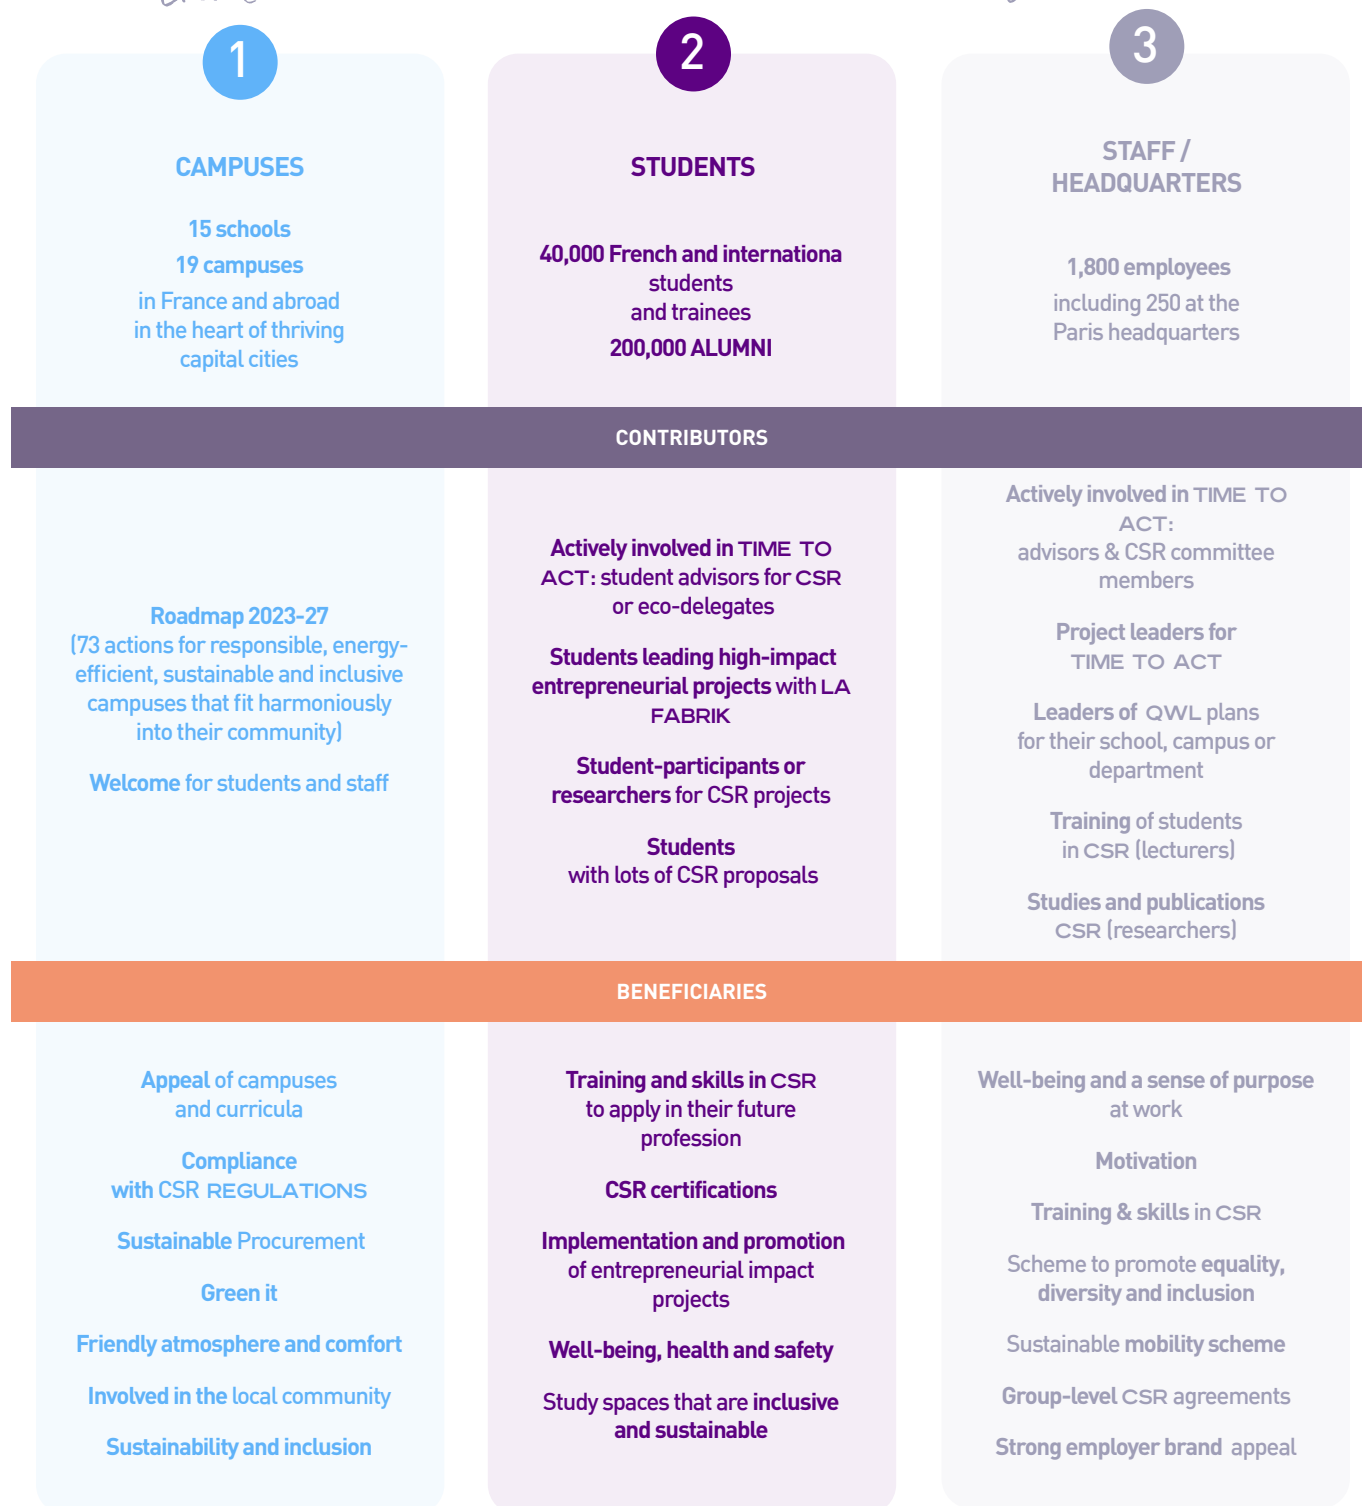 1
CAMPUSES
15 schools
19 campuses
in France and abroad
in the heart of thriving
capital cities
2
STUDENTS
40,000 French and internationa
students
and trainees
200,000 ALUMNI
3
STAFF /
HEADQUARTERS
1,800 employees
including 250 at the
Paris headquarters
CONTRIBUTORS
Roadmap 2023-27
(73 actions for responsible, energy-
efficient, sustainable and inclusive
campuses that fit harmoniously
into their community)
Welcome for students and staff
Actively involved in TIME TO
ACT: student advisors for CSR
or eco-delegates
Students leading high-impact
entrepreneurial projects with LA
FABRIK
Student-participants or
researchers for CSR projects
Students
with lots of CSR proposals
Actively involved in TIME TO
ACT:
advisors & CSR committee
members
Project leaders for
TIME TO ACT
Leaders of QWL plans
for their school, campus or
department
Training of students
in CSR (lecturers)
Studies and publications
CSR (researchers)
BENEFICIARIES
Appeal of campuses
and curricula
Compliance
with CSR REGULATIONS
Sustainable Procurement
Green it
Friendly atmosphere and comfort
Involved in the local community
Sustainability and inclusion
Training and skills in CSR
to apply in their future
profession
CSR certifications
Implementation and promotion
of entrepreneurial impact
projects
Well-being, health and safety
Study spaces that are inclusive
and sustainable
Well-being and a sense of purpose
at work
Motivation
Training & skills in CSR
Scheme to promote equality,
diversity and inclusion
Sustainable mobility scheme
Group-level CSR agreements
Strong employer brand appeal